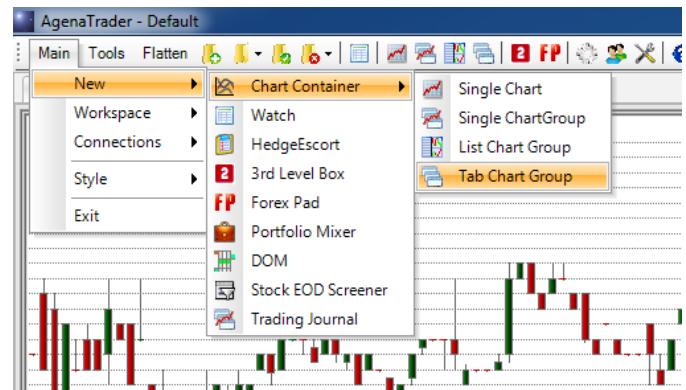 AgenaTrader - Default
Main Tools Flatten 2 FP
New
Workspace
Connections
Style
Exit
Chart Container
Watch
HedgeEscort
2 3rd Level Box
FP Forex Pad
Portfolio Mixer
DOM
Stock EOD Screener
Trading Journal
Single Chart
Single ChartGroup
List Chart Group
Tab Chart Group